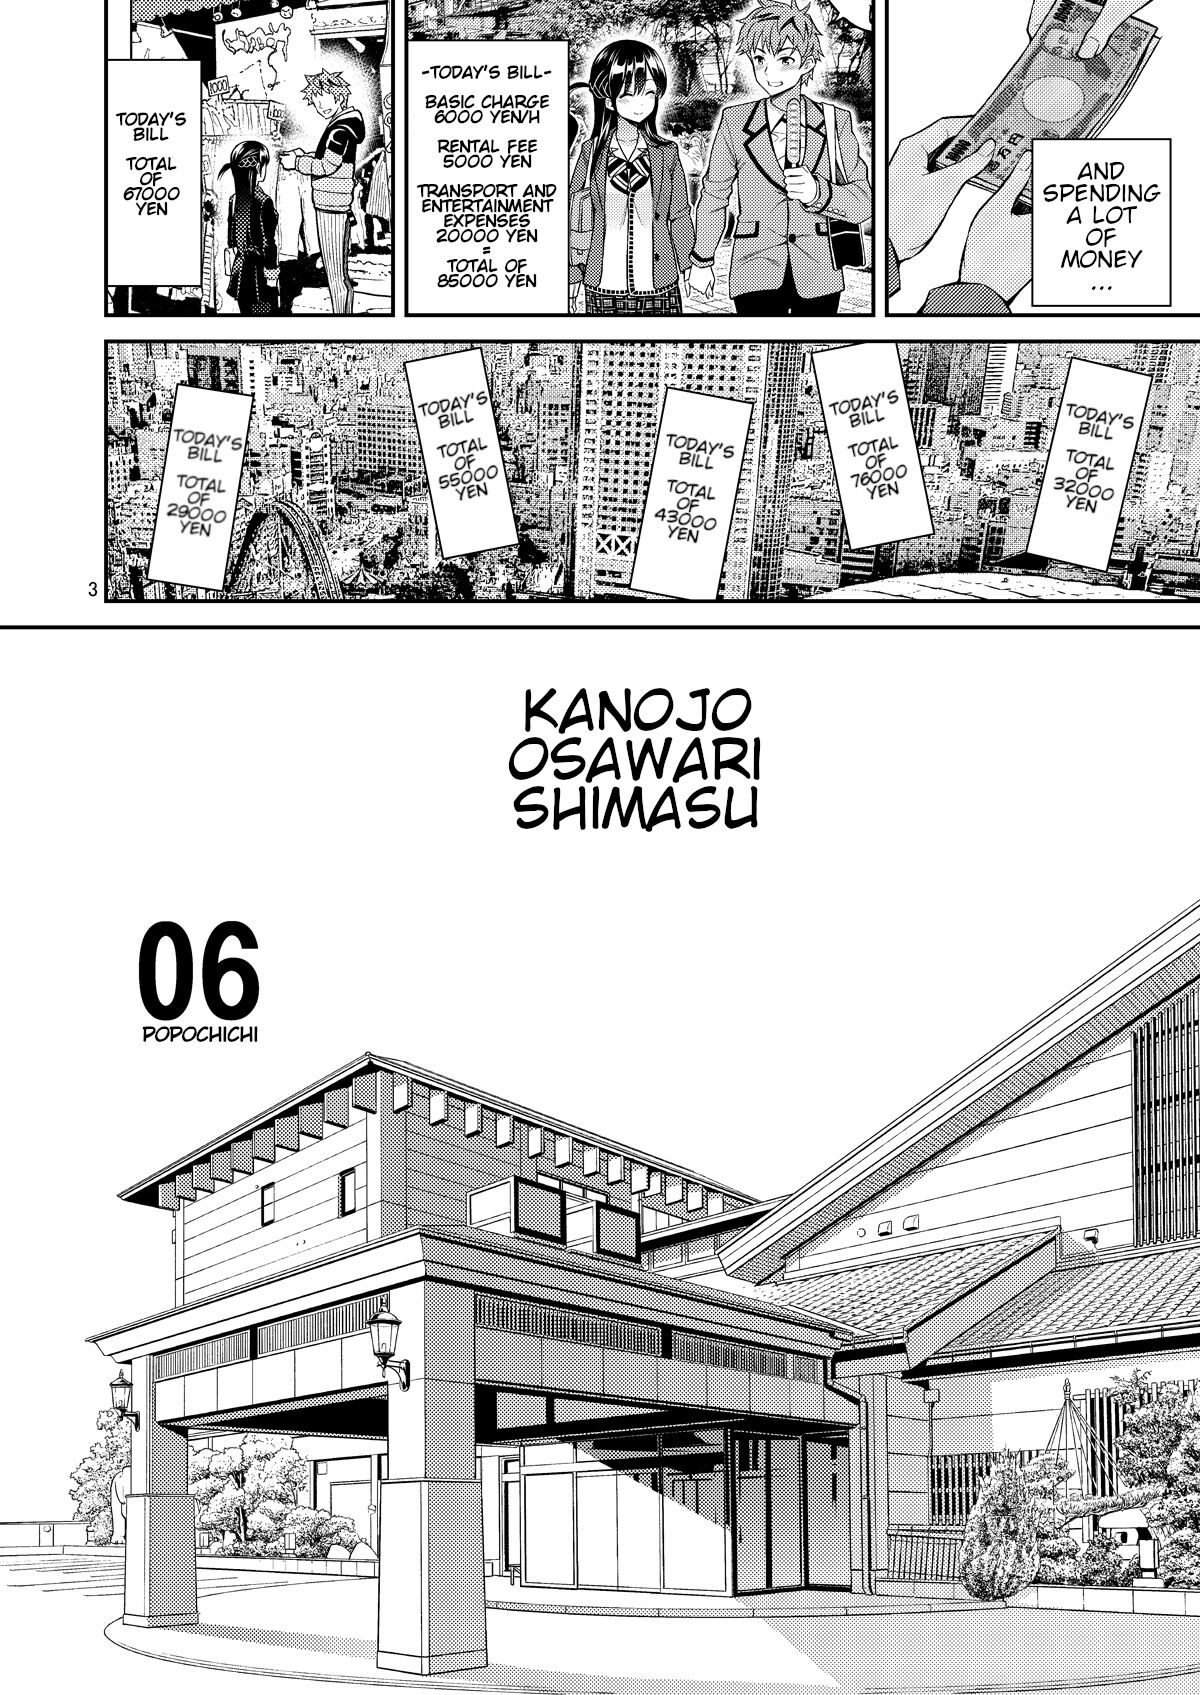 AND
SPENDING
A LOT
OF
MONEY
...
-TODAY'S BILL-
BASIC CHARGE
6000 YEN/H
RENTAL FEE
5000 YEN
TRANSPORT AND
ENTERTAINMENT
EXPENSES
20000 YEN
=
TOTAL OF
85000 YEN
TODAY'S
BILL
TOTAL
OF
67000
YEN
1000
TODAY'S
BILL
TOTAL
OF
32000
YEN
TODAY'S
BILL
TOTAL
OF
76000
YEN
TODAY'S
BILL
TOTAL
OF
43000
YEN
TODAY'S
BILL
TOTAL
OF
55000
YEN
TODAY'S
BILL
TOTAL
OF
29000
YEN
3
KANOJO
OSAWARI
SHIMASU
06
POPOCHICHI